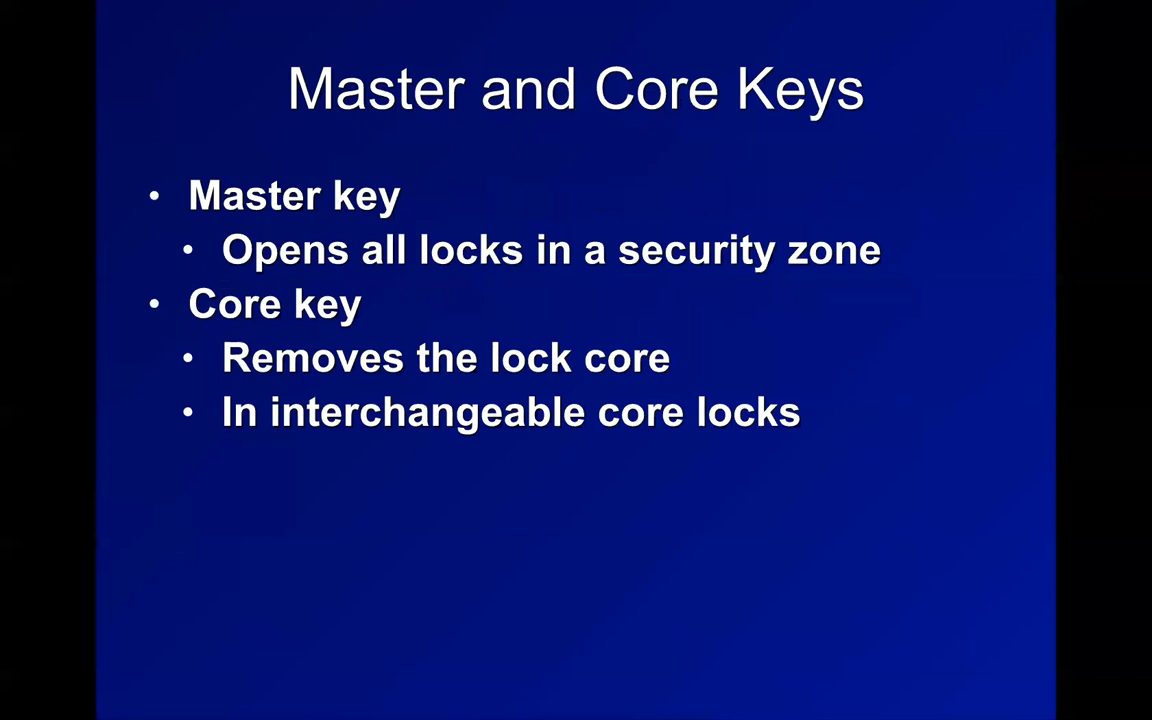 Master and Core Keys
• Master key
• Opens all locks in a security zone
• Core key
• Removes the lock core
• In interchangeable core locks